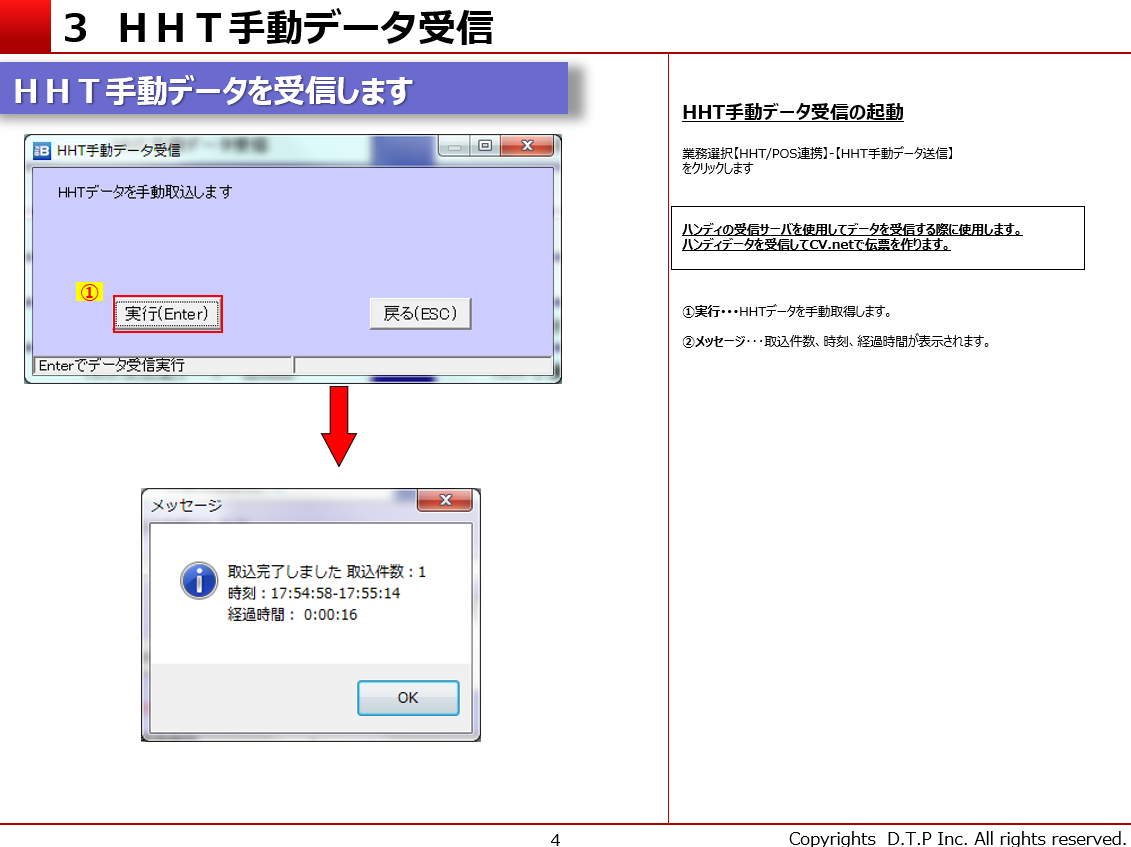 3 ＨＨＴ手動データ受信
ＨＨＴ手動データを受信します
HHT手動データ受信
HHTデータを手動取込します
①
実行(Enter)
戻る(ESC)
Enterでデータ受信実行
メッセージ
取込完了しました 取込件数：1
時刻：17:54:58-17:55:14
経過時間： 0:00:16
OK
HHT手動データ受信の起動
業務選択【HHT/POS連携】-【HHT手動データ送信】
をクリックします
ハンディの受信サーバを使用してデータを受信する際に使用します。
ハンディデータを受信してCV.netで伝票を作ります。
①実行・・・HHTデータを手動取得します。
②メッセージ・・・取込件数、時刻、経過時間が表示されます。
4
Copyrights D.T.P Inc. All rights reserved.